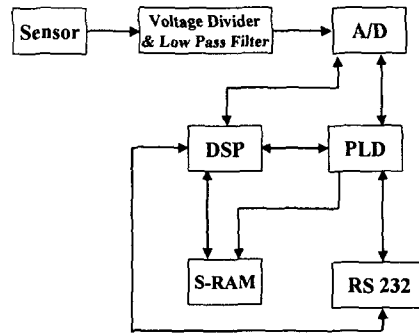 Sensor
Voltage Divider
& Low Pass Filter
A/D
DSP
PLD
S-RAM
RS 232